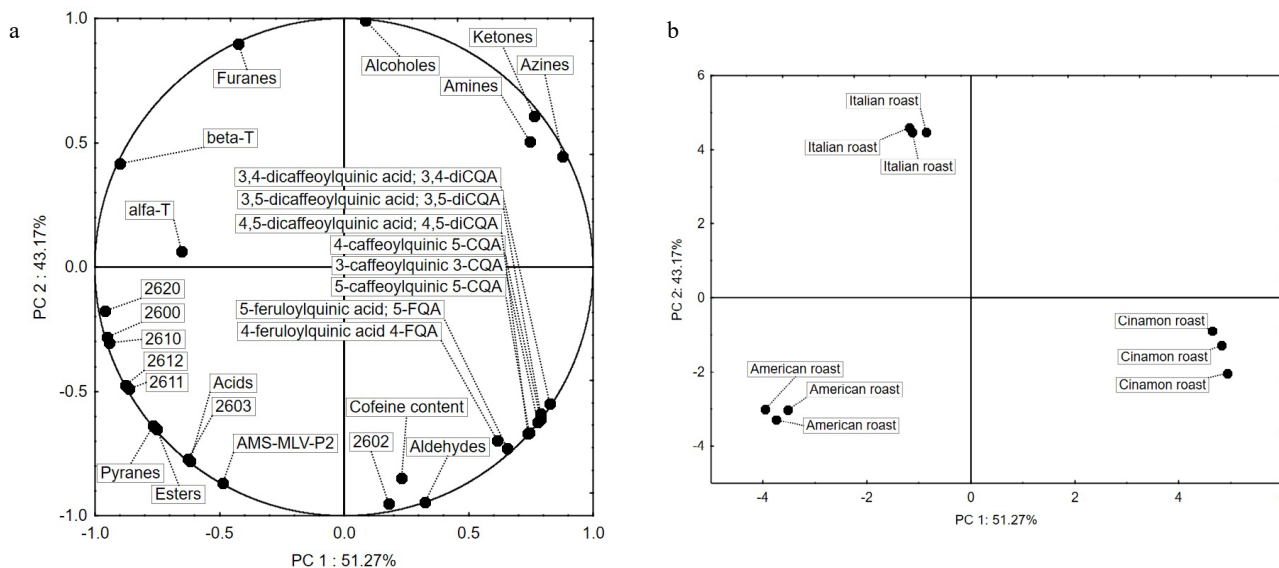 a
1.0
0.5
0.0
-0.5
-1.0
PC 2 : 43.17%
-1.0
-0.5
0.0
0.5
1.0
PC 1 : 51.27%
Furanes
Alcoholes
Ketones
Azines
Amines
beta-T
alfa-T
3,4-dicaffeoylquinic acid; 3,4-diCQA
3,5-dicaffeoylquinic acid; 3,5-diCQA
4,5-dicaffeoylquinic acid; 4,5-diCQA
4-caffeoylquinic 5-CQA
3-caffeoylquinic 3-CQA
5-caffeoylquinic 5-CQA
5-feruloylquinic acid; 5-FQA
4-feruloylquinic acid 4-FQA
2620
2600
2610
2612
2611
Acids
2603
AMS-MLV-P2
Pyranes
Esters
Cofeine content
2602
Aldehydes
b
6
4
2
0
-2
-4
PC 2: 43.17%
-4
-2
0
2
4
PC 1: 51.27%
Italian roast
Italian roast
Italian roast
Cinamon roast
Cinamon roast
Cinamon roast
American roast
American roast
American roast